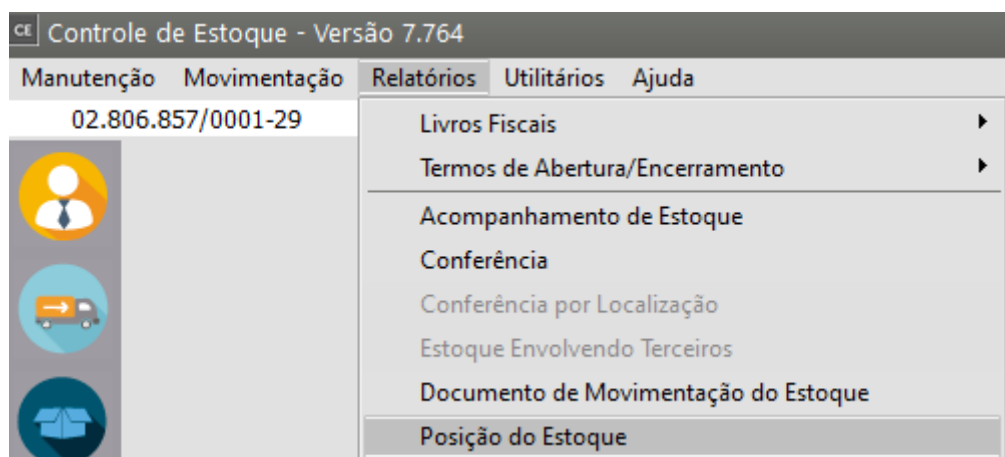 CE Controle de Estoque - Versão 7.764
Manutenção Movimentação Relatórios Utilitários Ajuda
02.806.857/0001-29
Livros Fiscais
Termos de Abertura/Encerramento
Acompanhamento de Estoque
Conferência
Conferência por Localização
Estoque Envolvendo Terceiros
Documento de Movimentação do Estoque
Posição do Estoque